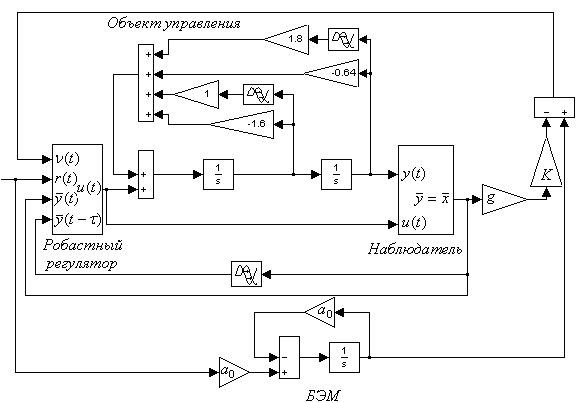 Объект управления
1.8
-0.64
1
-1.6
+
+
+
+
+
+
1
s
1
s
v(t)
r(t)
u(t)
ȳ(t)
ȳ(t − τ)
Робастный
регулятор
y(t)
ȳ = x̄
u(t)
Наблюдатель
g
K
− +
a₀
a₀
−
+
1
s
БЭМ